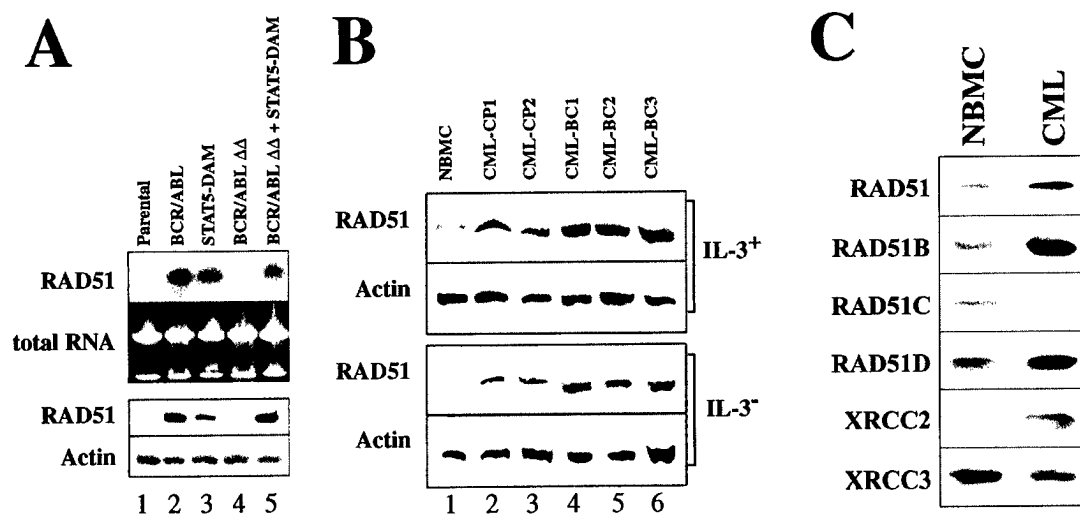 A
Parental
BCR/ABL
STAT5-DAM
BCR/ABL ΔΔ
BCR/ABL ΔΔ + STAT5-DAM
RAD51
total RNA
RAD51
Actin
1 2 3 4 5
B
NBMC
CML-CP1
CML-CP2
CML-BC1
CML-BC2
CML-BC3
RAD51
Actin
IL-3⁺
RAD51
Actin
IL-3⁻
1 2 3 4 5 6
C
NBMC
CML
RAD51
RAD51B
RAD51C
RAD51D
XRCC2
XRCC3